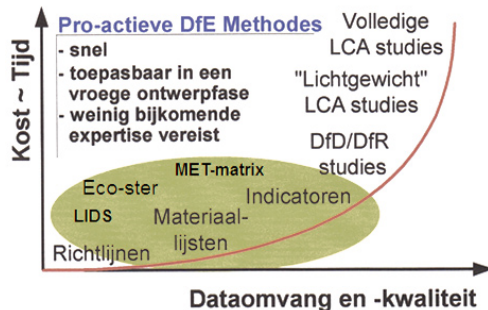 Pro-actieve DfE Methodes
- snel
- toepasbaar in een
vroege ontwerpfase
- weinig bijkomende
expertise vereist
Volledige
LCA studies
"Lichtgewicht"
LCA studies
DfD/DfR
studies
MET-matrix
Eco-ster
Indicatoren
LIDS
Materiaal-
lijsten
Richtlijnen
Kost ~ Tijd
Dataomvang en -kwaliteit